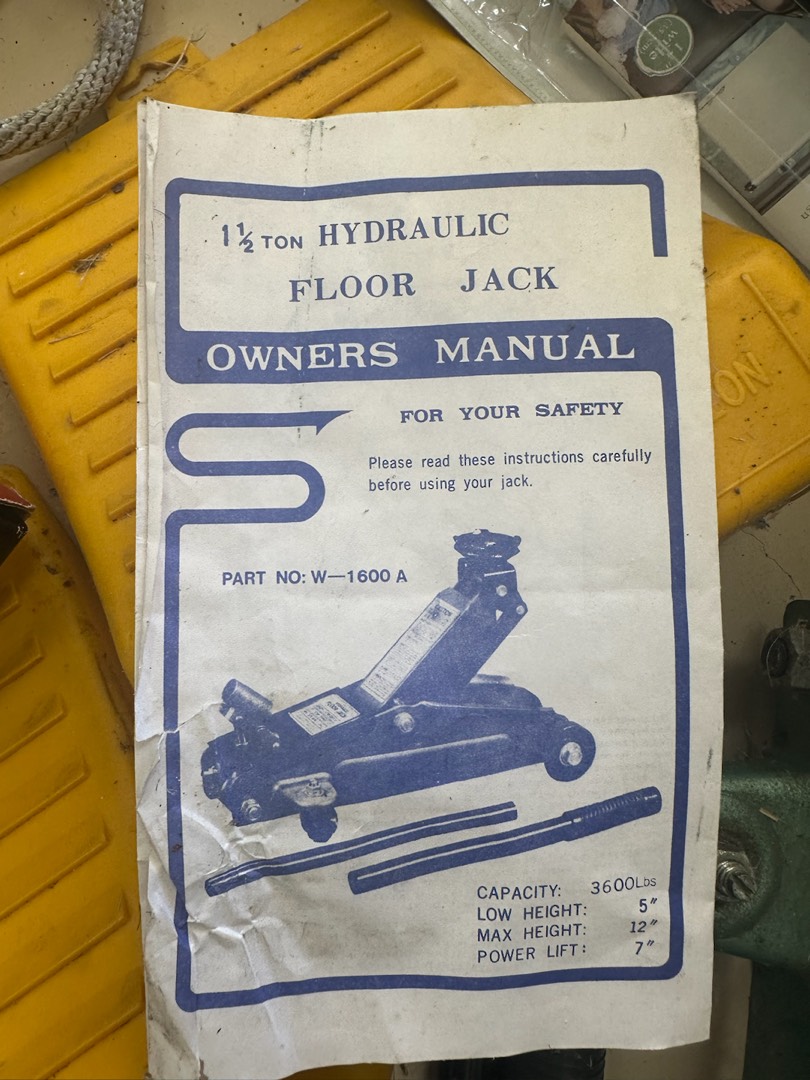 1½ TON HYDRAULIC
FLOOR JACK
OWNERS MANUAL
FOR YOUR SAFETY
Please read these instructions carefully
before using your jack.
PART NO: W—1600 A
CAPACITY: 3600Lbs
LOW HEIGHT: 5″
MAX HEIGHT: 12″
POWER LIFT: 7″